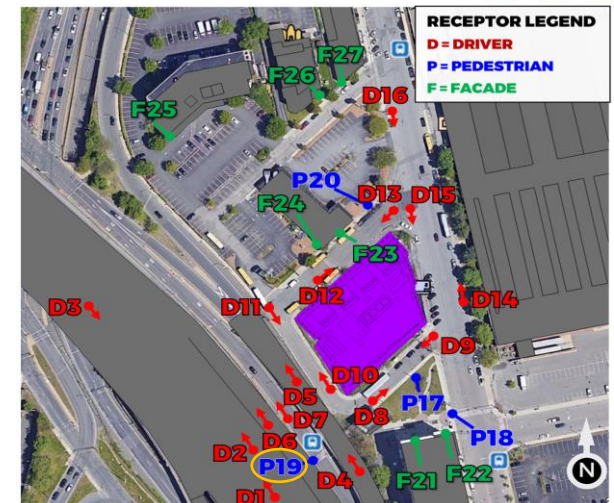 RECEPTOR LEGEND
D = DRIVER
P = PEDESTRIAN
F = FACADE
F27
F26
D16
F25
P20
D13
D15
F24
F23
D12
D3
D11
D14
D9
D5
D10
D8
P17
D7
D6
P18
D2
P19
D4
F21
F22
D1
N